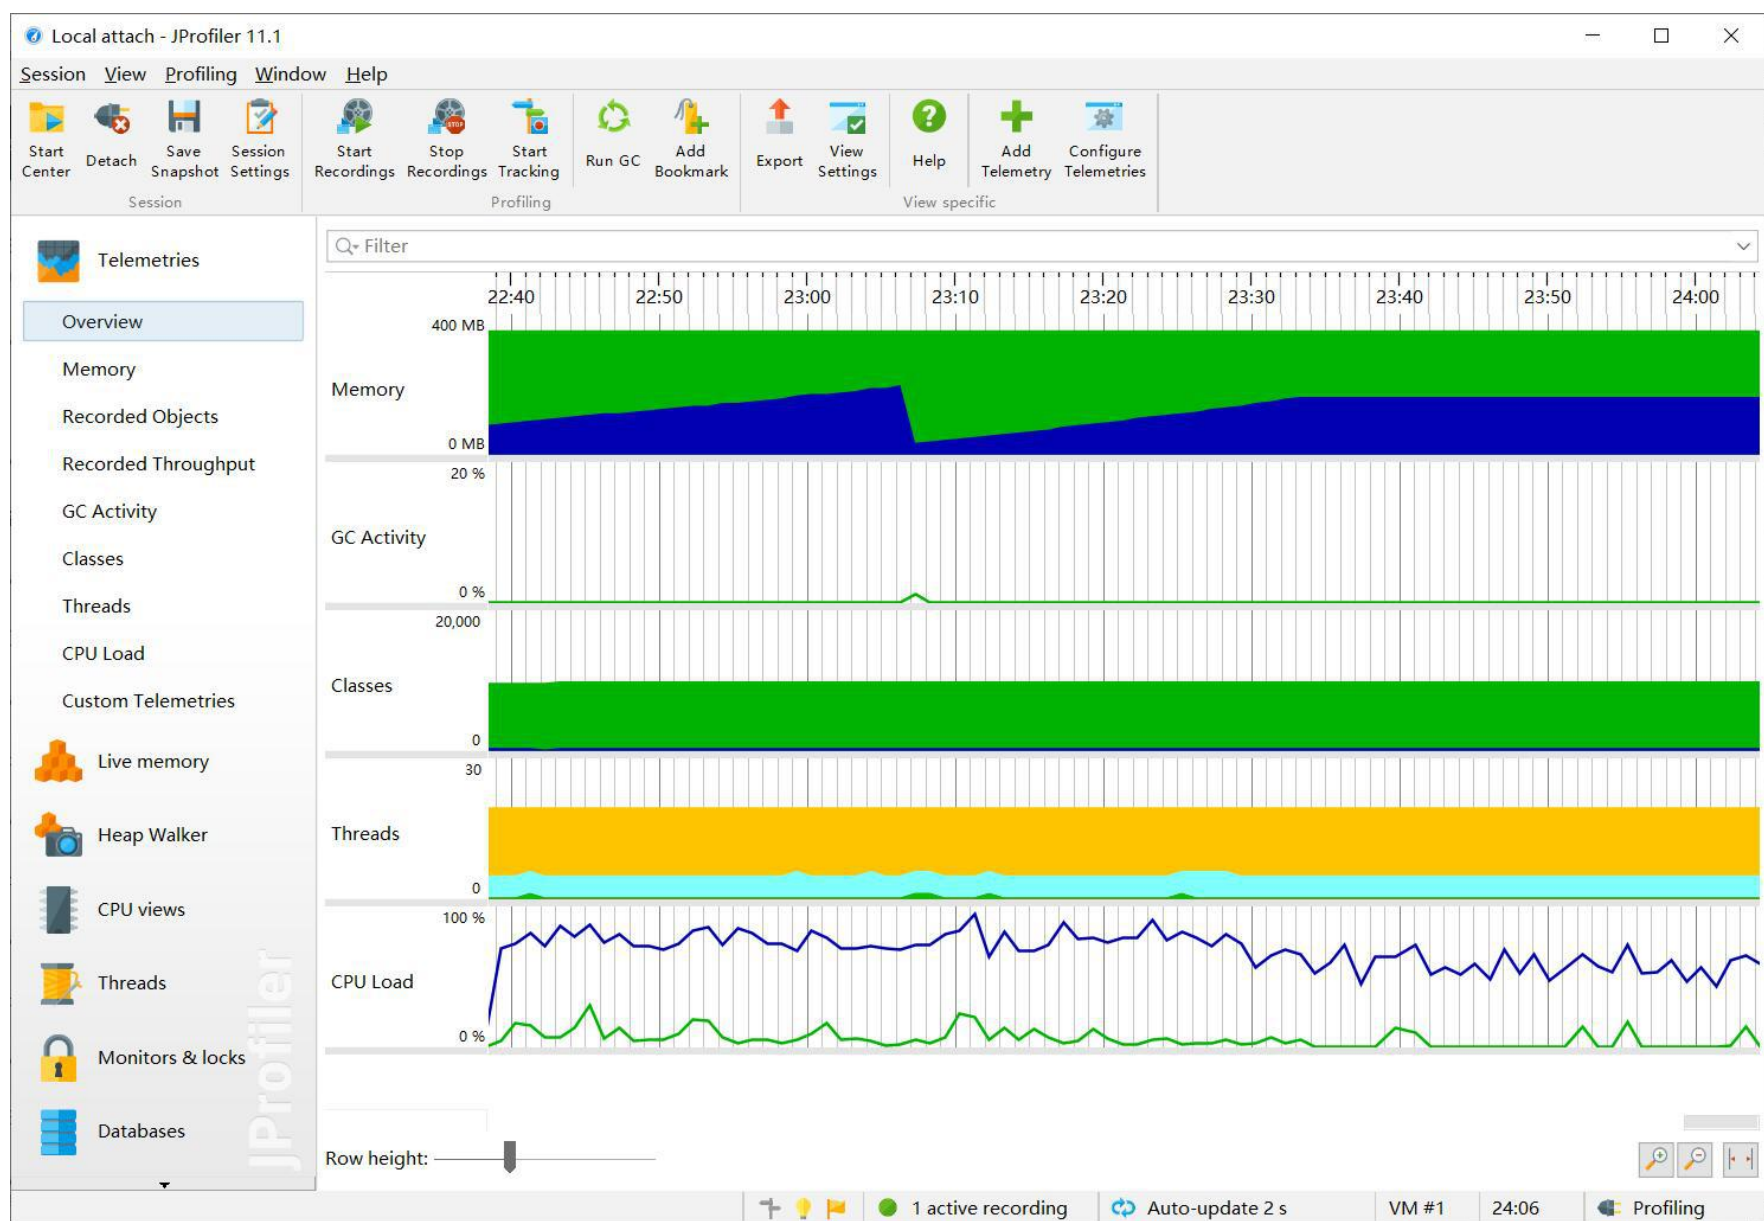 Local attach - JProfiler 11.1
Session View Profiling Window Help
Start Center
Detach
Save Snapshot
Session Settings
Start Recordings
Stop Recordings
Start Tracking
Run GC
Add Bookmark
Export
View Settings
Help
Add Telemetry
Configure Telemetries
Session
Profiling
View specific
Telemetries
Overview
Memory
Recorded Objects
Recorded Throughput
GC Activity
Classes
Threads
CPU Load
Custom Telemetries
Live memory
Heap Walker
CPU views
Threads
Monitors & locks
Databases
JProfiler
Filter
22:40 22:50 23:00 23:10 23:20 23:30 23:40 23:50 24:00
400 MB
Memory
0 MB
20 %
GC Activity
0 %
20,000
Classes
0
30
Threads
0
100 %
CPU Load
0 %
Row height:
1 active recording
Auto-update 2 s
VM #1
24:06
Profiling